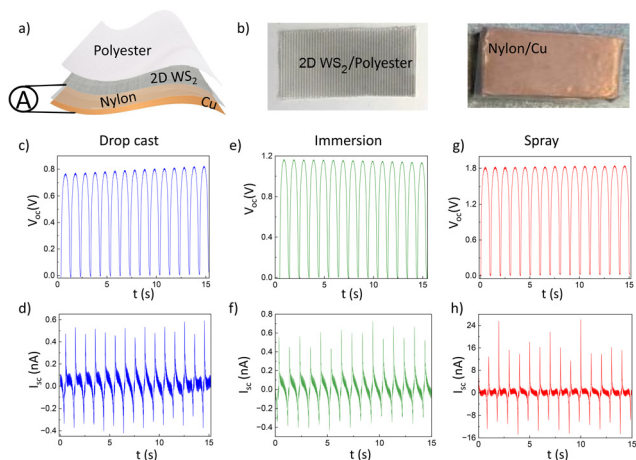 a)
Polyester
2D WS2
Nylon
Cu
A
b)
2D WS2/Polyester
Nylon/Cu
Drop cast
Immersion
Spray
c)
0.8
0.6
0.4
0.2
0.0
Voc(V)
0 5 10 15
t (s)
e)
1.2
0.8
0.4
0.0
Voc(V)
0 5 10 15
t (s)
g)
1.8
1.2
0.6
0.0
Voc(V)
0 5 10 15
t (s)
d)
0.6
0.4
0.2
0.0
−0.2
−0.4
Isc (nA)
0 5 10 15
t (s)
f)
0.8
0.6
0.4
0.2
0.0
−0.2
−0.4
Isc (nA)
0 5 10 15
t (s)
h)
24
16
8
0
−8
−16
Isc (nA)
0 5 10 15
t (s)